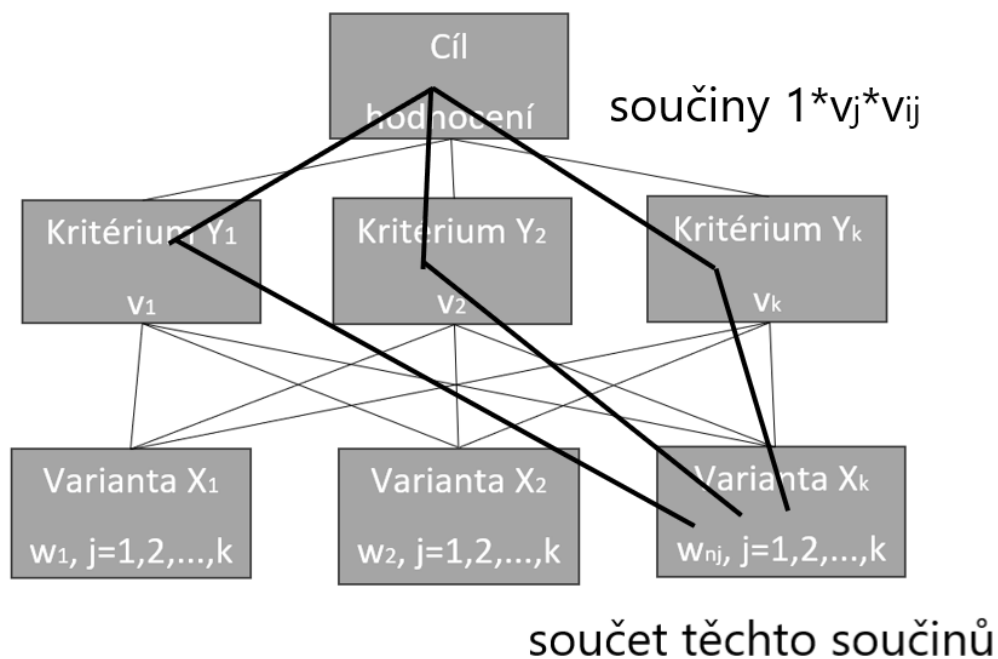 Cíl
hodnocení
součiny 1*vj*vij
Kritérium Y1
v1
Kritérium Y2
v2
Kritérium Yk
vk
Varianta X1
w1, j=1,2,...,k
Varianta X2
w2, j=1,2,...,k
Varianta Xk
wnj, j=1,2,...,k
součet těchto součinů